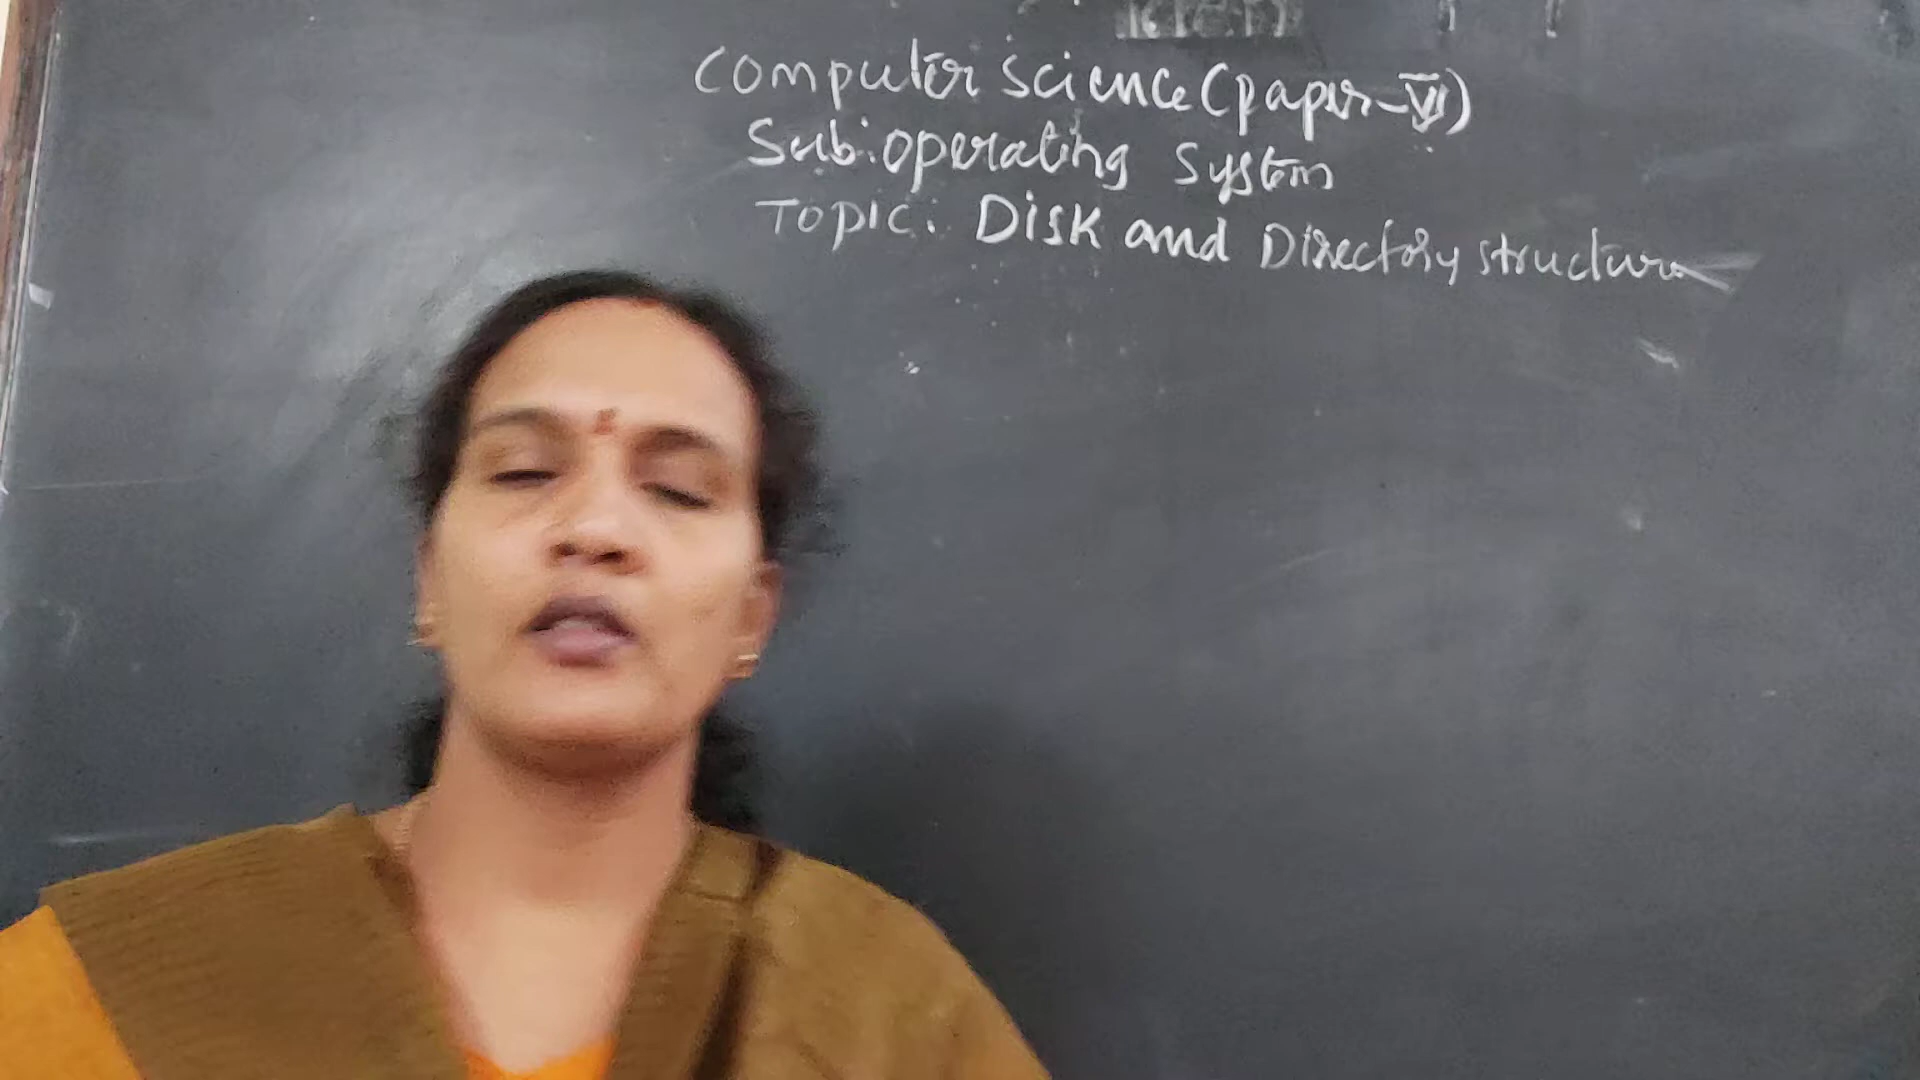 Computer Science (paper-VI)
Sub: operating System
Topic: Disk and Directory structure